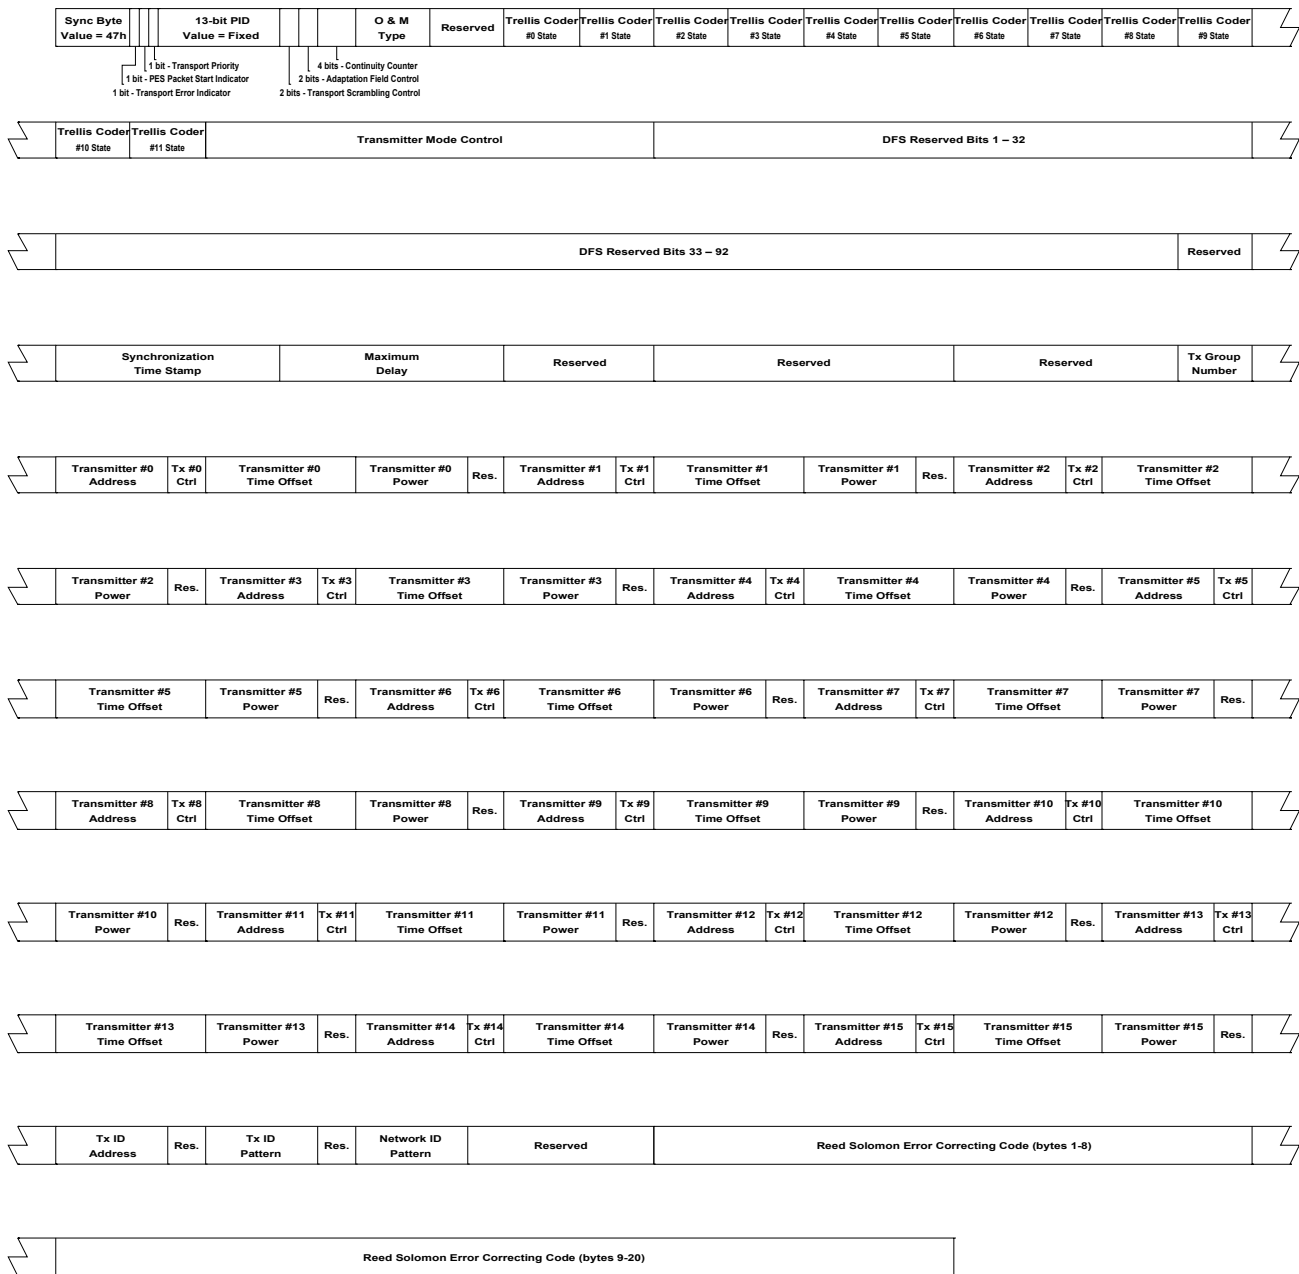 Sync Byte
Value = 47h
13-bit PID
Value = Fixed
O & M
Type
Reserved
Trellis Coder
#0 State
Trellis Coder
#1 State
Trellis Coder
#2 State
Trellis Coder
#3 State
Trellis Coder
#4 State
Trellis Coder
#5 State
Trellis Coder
#6 State
Trellis Coder
#7 State
Trellis Coder
#8 State
Trellis Coder
#9 State
1 bit - Transport Priority
1 bit - PES Packet Start Indicator
1 bit - Transport Error Indicator
4 bits - Continuity Counter
2 bits - Adaptation Field Control
2 bits - Transport Scrambling Control
Trellis Coder
#10 State
Trellis Coder
#11 State
Transmitter Mode Control
DFS Reserved Bits 1 – 32
DFS Reserved Bits 33 – 92
Reserved
Synchronization
Time Stamp
Maximum
Delay
Reserved
Reserved
Reserved
Tx Group
Number
Transmitter #0
Address
Tx #0
Ctrl
Transmitter #0
Time Offset
Transmitter #0
Power
Res.
Transmitter #1
Address
Tx #1
Ctrl
Transmitter #1
Time Offset
Transmitter #1
Power
Res.
Transmitter #2
Address
Tx #2
Ctrl
Transmitter #2
Time Offset
Transmitter #2
Power
Res.
Transmitter #3
Address
Tx #3
Ctrl
Transmitter #3
Time Offset
Transmitter #3
Power
Res.
Transmitter #4
Address
Tx #4
Ctrl
Transmitter #4
Time Offset
Transmitter #4
Power
Res.
Transmitter #5
Address
Tx #5
Ctrl
Transmitter #5
Time Offset
Transmitter #5
Power
Res.
Transmitter #6
Address
Tx #6
Ctrl
Transmitter #6
Time Offset
Transmitter #6
Power
Res.
Transmitter #7
Address
Tx #7
Ctrl
Transmitter #7
Time Offset
Transmitter #7
Power
Res.
Transmitter #8
Address
Tx #8
Ctrl
Transmitter #8
Time Offset
Transmitter #8
Power
Res.
Transmitter #9
Address
Tx #9
Ctrl
Transmitter #9
Time Offset
Transmitter #9
Power
Res.
Transmitter #10
Address
Tx #10
Ctrl
Transmitter #10
Time Offset
Transmitter #10
Power
Res.
Transmitter #11
Address
Tx #11
Ctrl
Transmitter #11
Time Offset
Transmitter #11
Power
Res.
Transmitter #12
Address
Tx #12
Ctrl
Transmitter #12
Time Offset
Transmitter #12
Power
Res.
Transmitter #13
Address
Tx #13
Ctrl
Transmitter #13
Time Offset
Transmitter #13
Power
Res.
Transmitter #14
Address
Tx #14
Ctrl
Transmitter #14
Time Offset
Transmitter #14
Power
Res.
Transmitter #15
Address
Tx #15
Ctrl
Transmitter #15
Time Offset
Transmitter #15
Power
Res.
Tx ID
Address
Res.
Tx ID
Pattern
Res.
Network ID
Pattern
Reserved
Reed Solomon Error Correcting Code (bytes 1-8)
Reed Solomon Error Correcting Code (bytes 9-20)